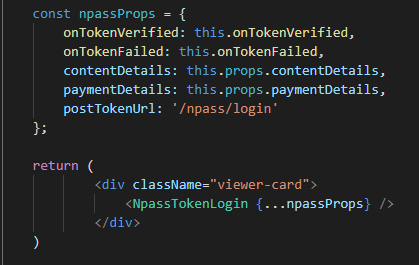 const npassProps = {
onTokenVerified: this.onTokenVerified,
onTokenFailed: this.onTokenFailed,
contentDetails: this.props.contentDetails,
paymentDetails: this.props.paymentDetails,
postTokenUrl: '/npass/login'
};
return (
<div className="viewer-card">
<NpassTokenLogin {...npassProps} />
</div>
)